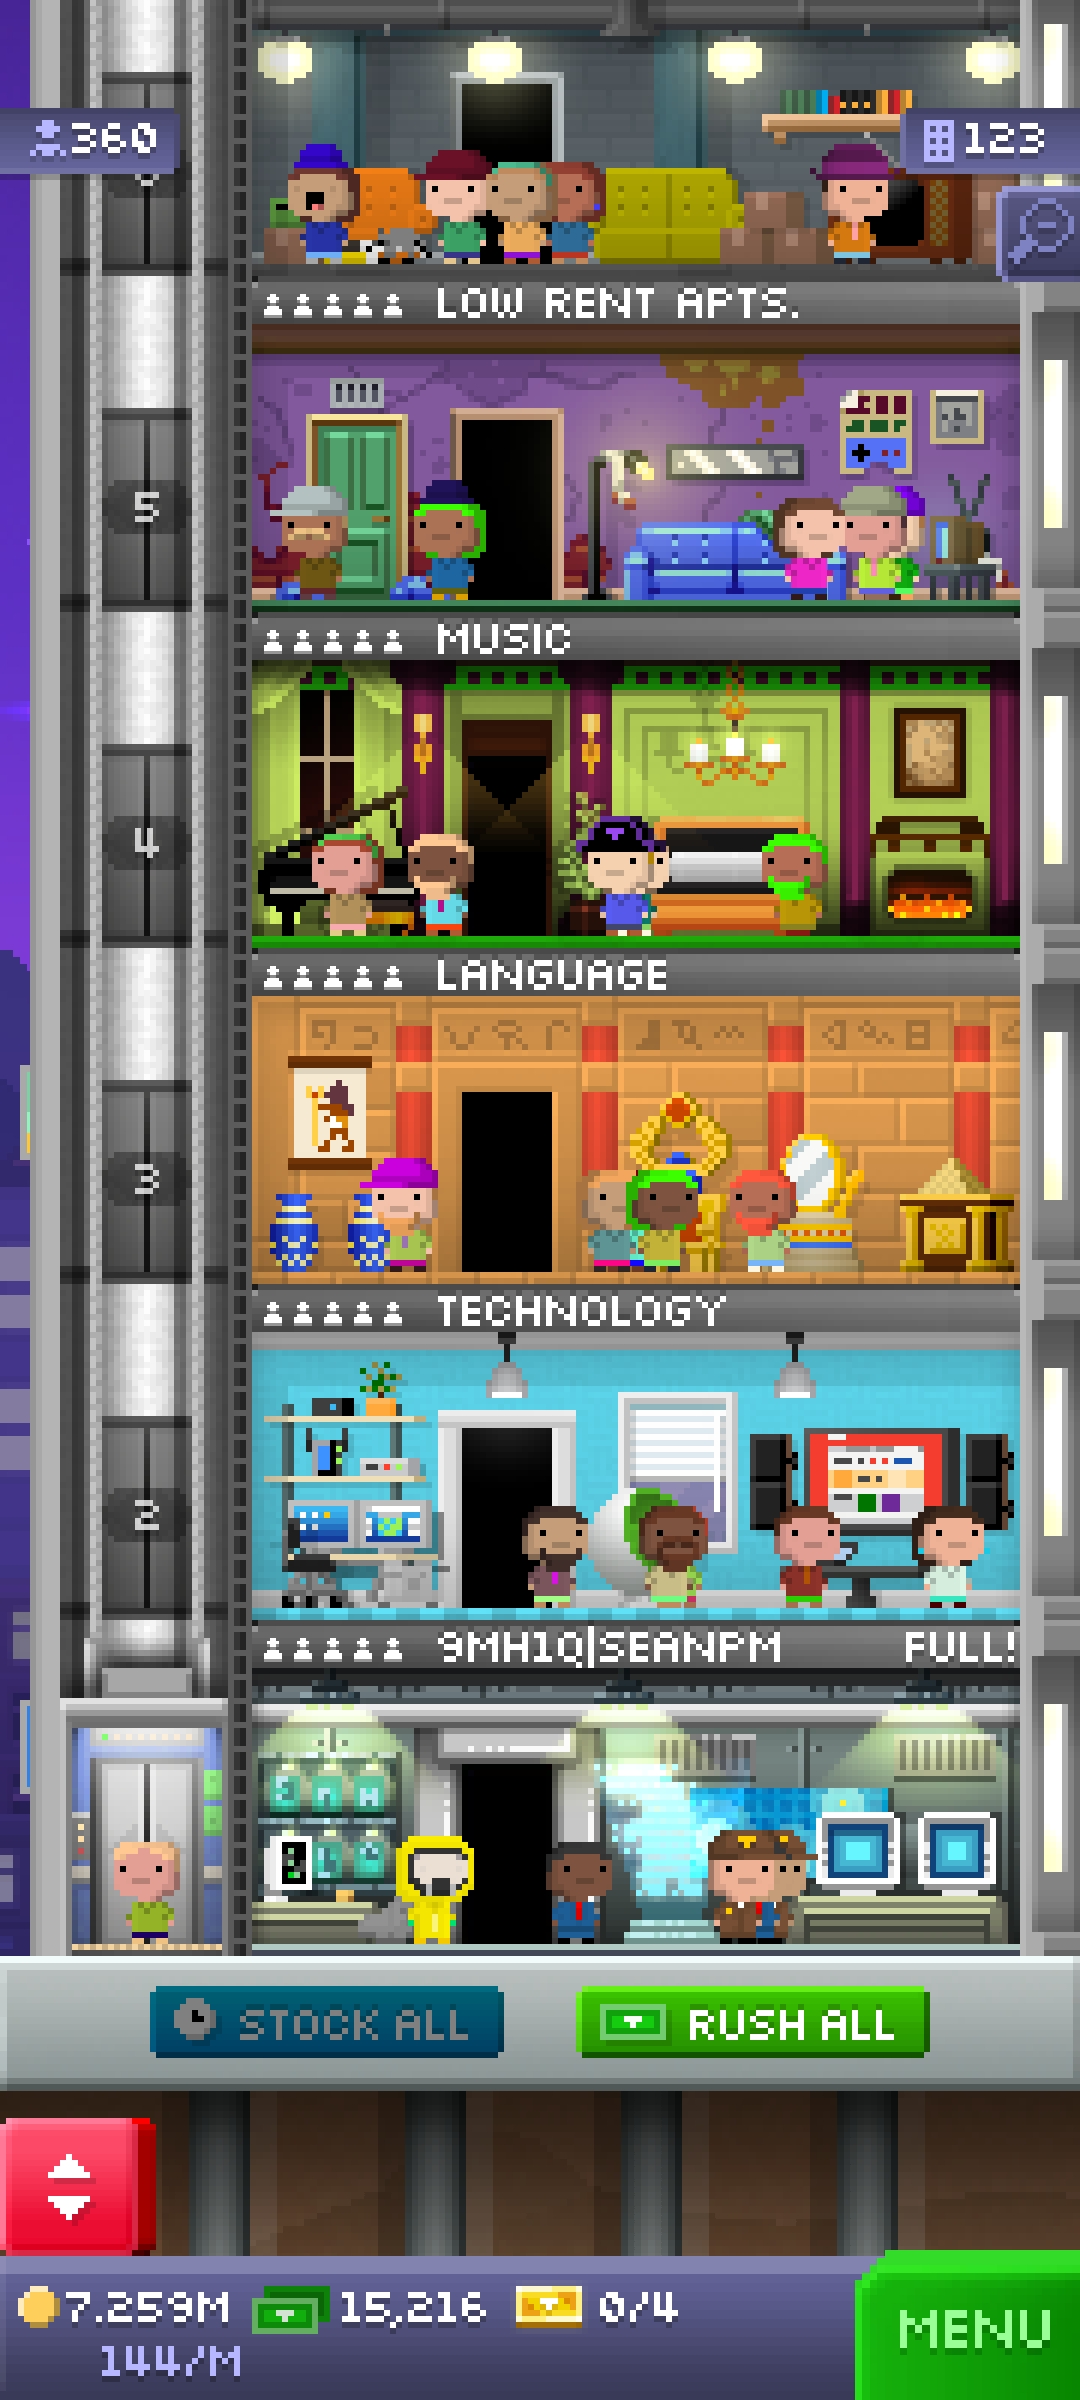 360
123
LOW RENT APTS.
5
MUSIC
4
LANGUAGE
3
TECHNOLOGY
2
9MH1Q|SEANPM FULL!
STOCK ALL
RUSH ALL
7.259M 15,216 0/4
144/M
MENU